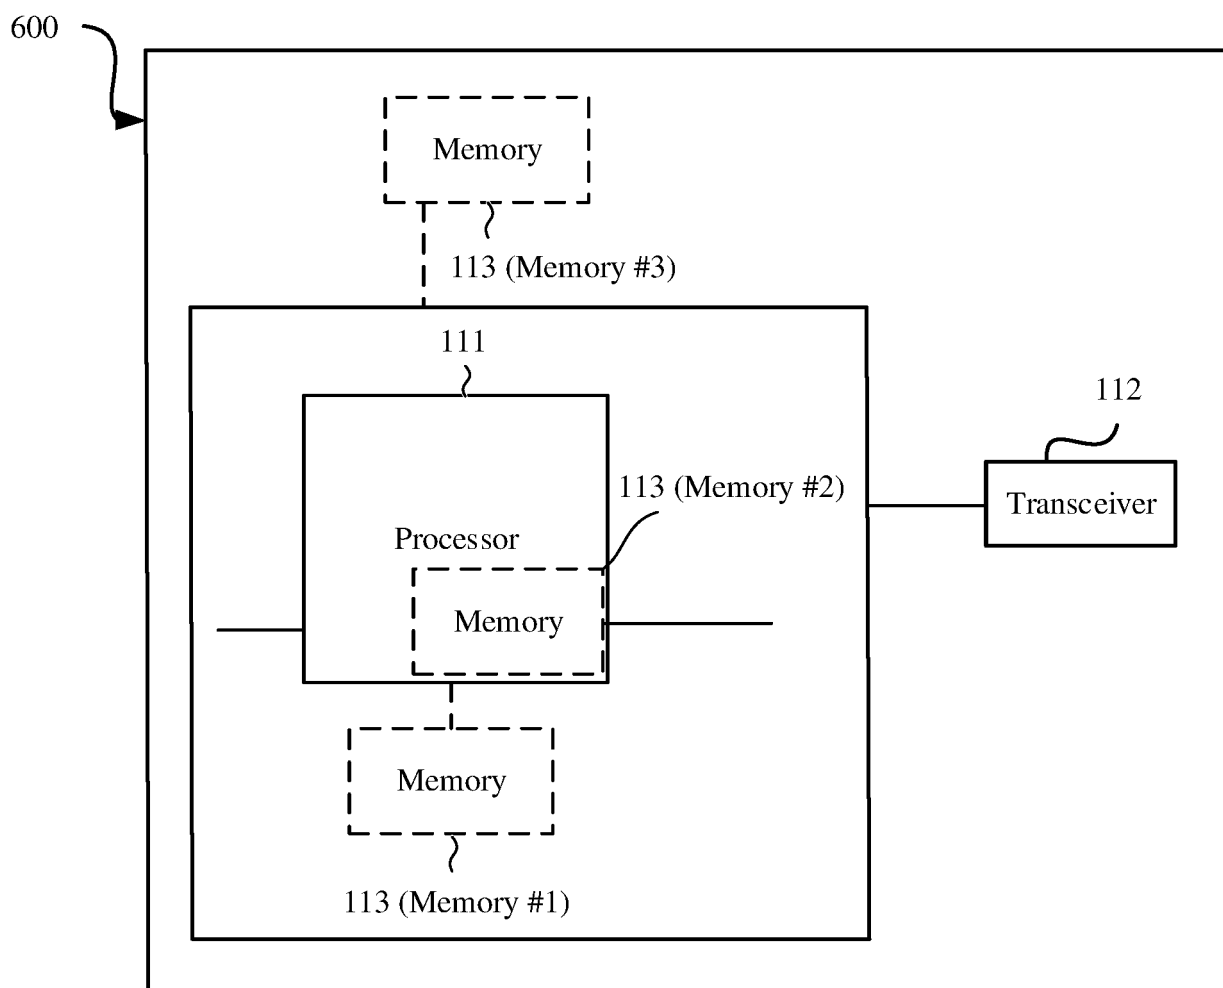 600
Memory
113 (Memory #3)
111
112
113 (Memory #2)
Transceiver
Processor
Memory
Memory
113 (Memory #1)